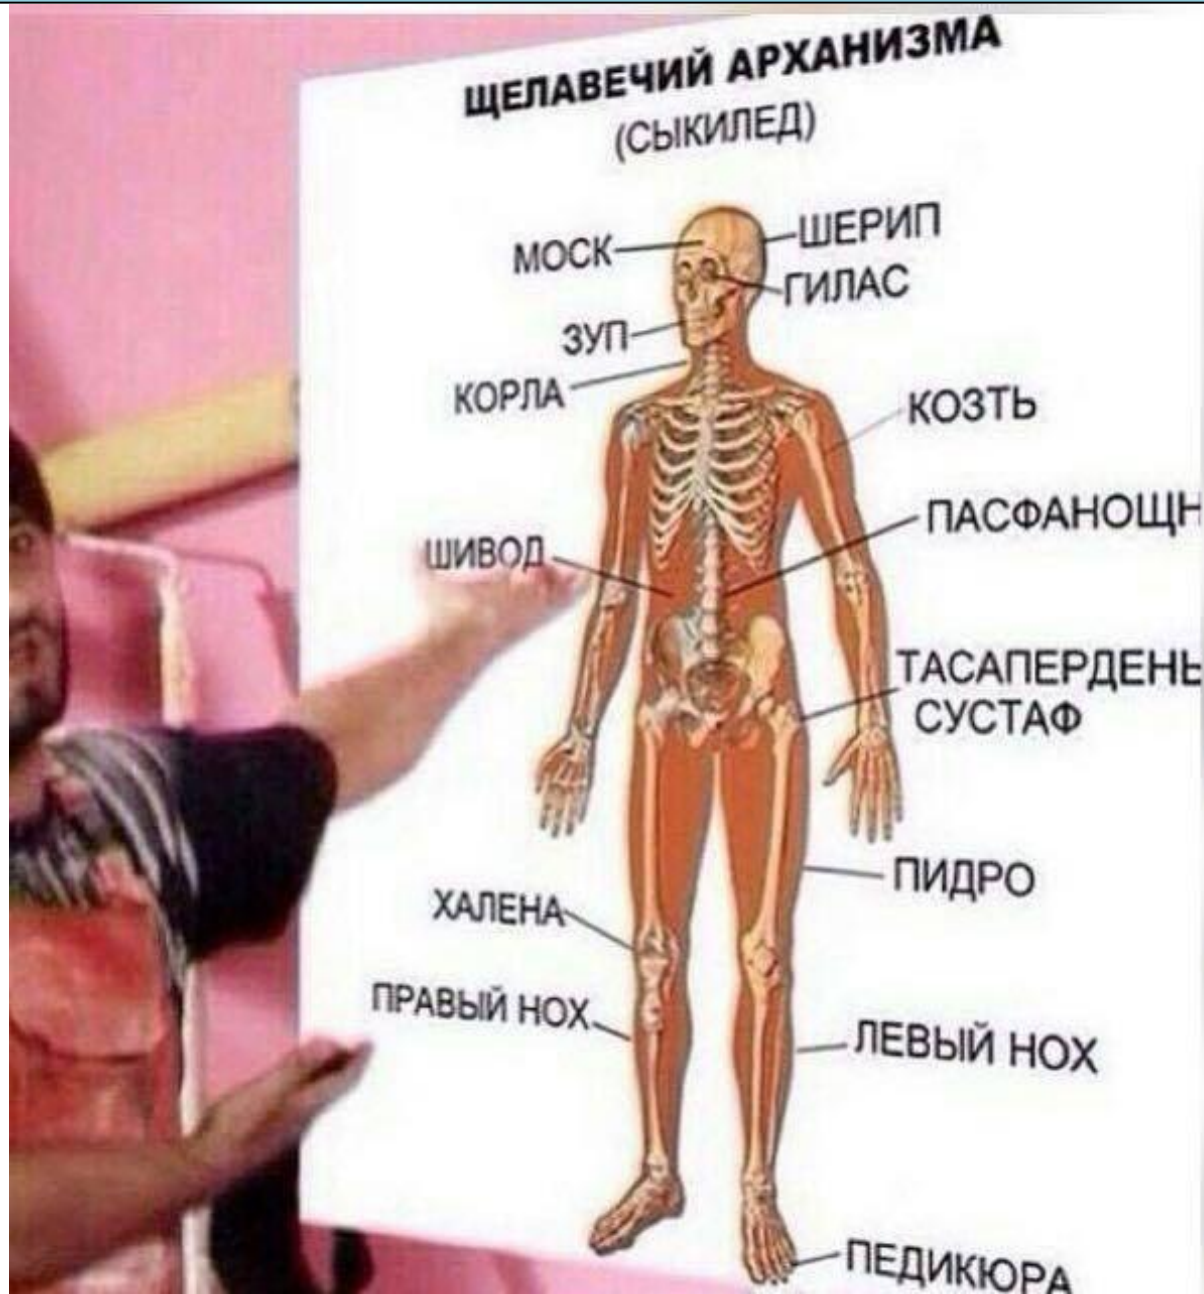 ЩЕЛАВЕЧИЙ АРХАНИЗМА
(СЫКИЛЕД)
МОСК
ШЕРИП
ГИЛАС
ЗУП
КОРЛА
КОЗТЬ
ПАСФАНОЩН
ШИВОД
ТАСАПЕРДЕНЬ
СУСТАФ
ПИДРО
ХАЛЕНА
ПРАВЫЙ НОХ
ЛЕВЫЙ НОХ
ПЕДИКЮРА